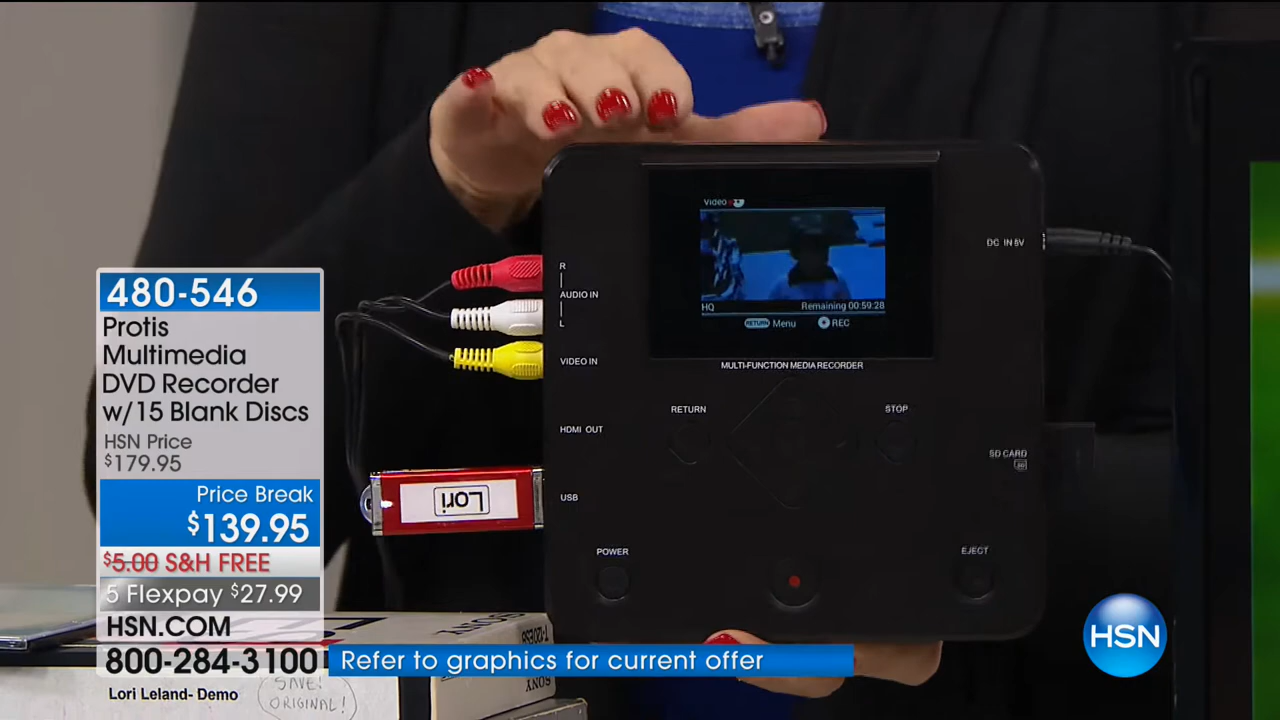 480-546
Protis
Multimedia
DVD Recorder
w/15 Blank Discs
HSN Price
$179.95
Price Break
$139.95
$5.00 S&H FREE
5 Flexpay $27.99
HSN.COM
800-284-3100
Lori Leland- Demo
Refer to graphics for current offer
HSN
Video
HQ
Remaining 00:59:28
RETURN Menu
REC
MULTI-FUNCTION MEDIA RECORDER
R
AUDIO IN
L
VIDEO IN
HDMI OUT
USB
POWER
RETURN
STOP
DC IN 5V
SD CARD
EJECT
Lori
SONY
T-120ESB
SONY
SAVE!
ORIGINAL!